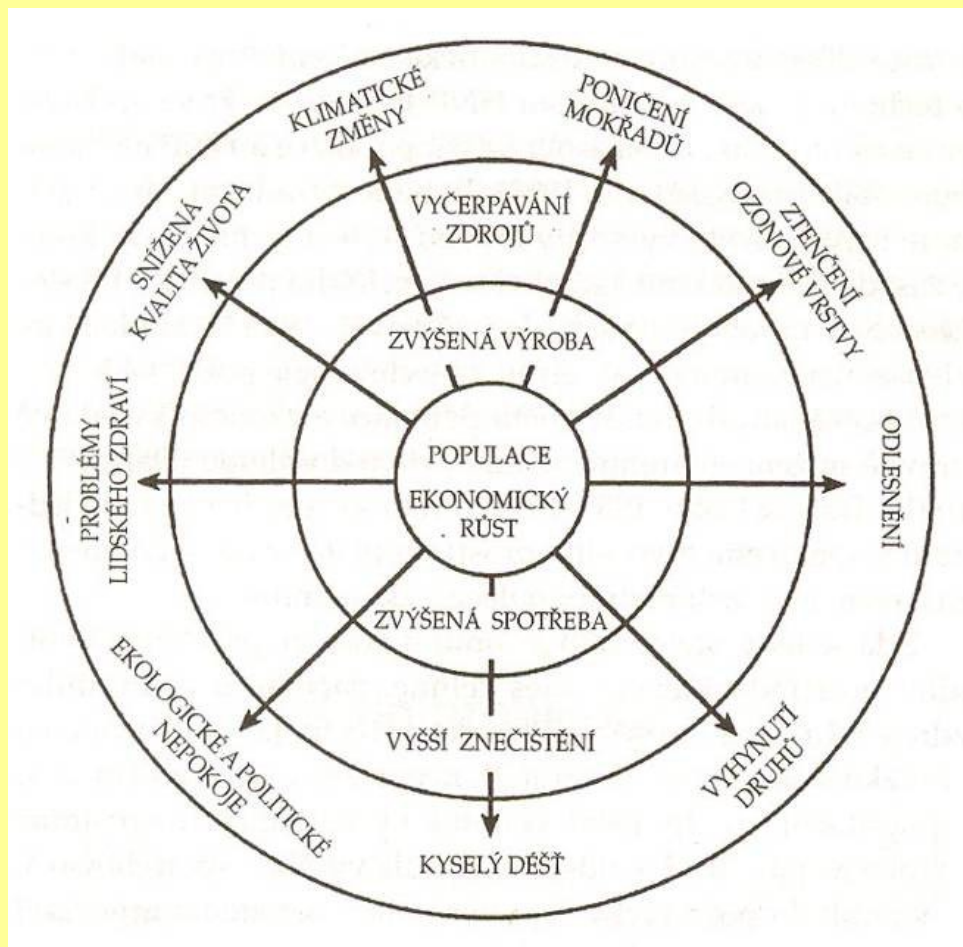 KLIMATICKÉ
ZMĚNY
PONIČENÍ
MOKŘADŮ
SNÍŽENÁ
KVALITA ŽIVOTA
VYČERPÁVÁNÍ
ZDROJŮ
ZTENČENÍ
OZONOVÉ VRSTVY
ZVÝŠENÁ VÝROBA
PROBLÉMY
LIDSKÉHO ZDRAVÍ
POPULACE
EKONOMICKÝ
RŮST
ODLESNĚNÍ
ZVÝŠENÁ SPOTŘEBA
EKOLOGICKÉ A POLITICKÉ
NEPOKOJE
VYŠŠÍ ZNEČIŠTĚNÍ
VYHYNUTÍ
DRUHŮ
KYSELÝ DÉŠŤ